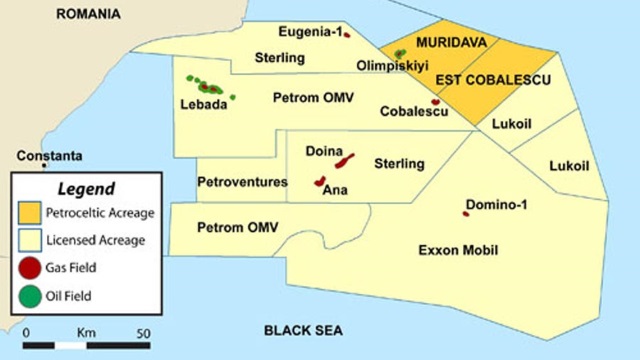 ROMANIA
Eugenia-1
MURIDAVA
Sterling
Olimpiskiyi
EST COBALESCU
Lebada
Petrom OMV
Cobalescu
Lukoil
Constanta
Doina
Sterling
Lukoil
Petroventures
Ana
Domino-1
Petrom OMV
Exxon Mobil
Legend
Petroceltic Acreage
Licensed Acreage
Gas Field
Oil Field
0 Km 50
BLACK SEA